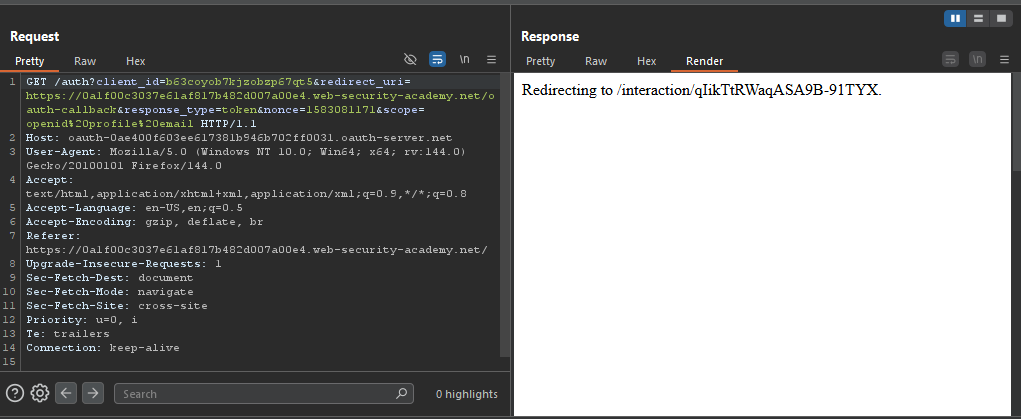 Request
Pretty Raw Hex \n
1 GET /auth?client_id=b63coyob7kjzobzp67qt5&redirect_uri=
https://0a1f00c3037e61af817b482d007a00e4.web-security-academy.net/o
auth-callback&response_type=token&nonce=1583081171&scope=
openid%20profile%20email HTTP/1.1
2 Host: oauth-0ae400f603ee617381b946b702ff0031.oauth-server.net
3 User-Agent: Mozilla/5.0 (Windows NT 10.0; Win64; x64; rv:144.0)
Gecko/20100101 Firefox/144.0
4 Accept:
text/html,application/xhtml+xml,application/xml;q=0.9,*/*;q=0.8
5 Accept-Language: en-US,en;q=0.5
6 Accept-Encoding: gzip, deflate, br
7 Referer:
https://0a1f00c3037e61af817b482d007a00e4.web-security-academy.net/
8 Upgrade-Insecure-Requests: 1
9 Sec-Fetch-Dest: document
10 Sec-Fetch-Mode: navigate
11 Sec-Fetch-Site: cross-site
12 Priority: u=0, i
13 Te: trailers
14 Connection: keep-alive
15
Search
0 highlights
Response
Pretty Raw Hex Render \n
Redirecting to /interaction/qIikTtRWaqASA9B-91TYX.